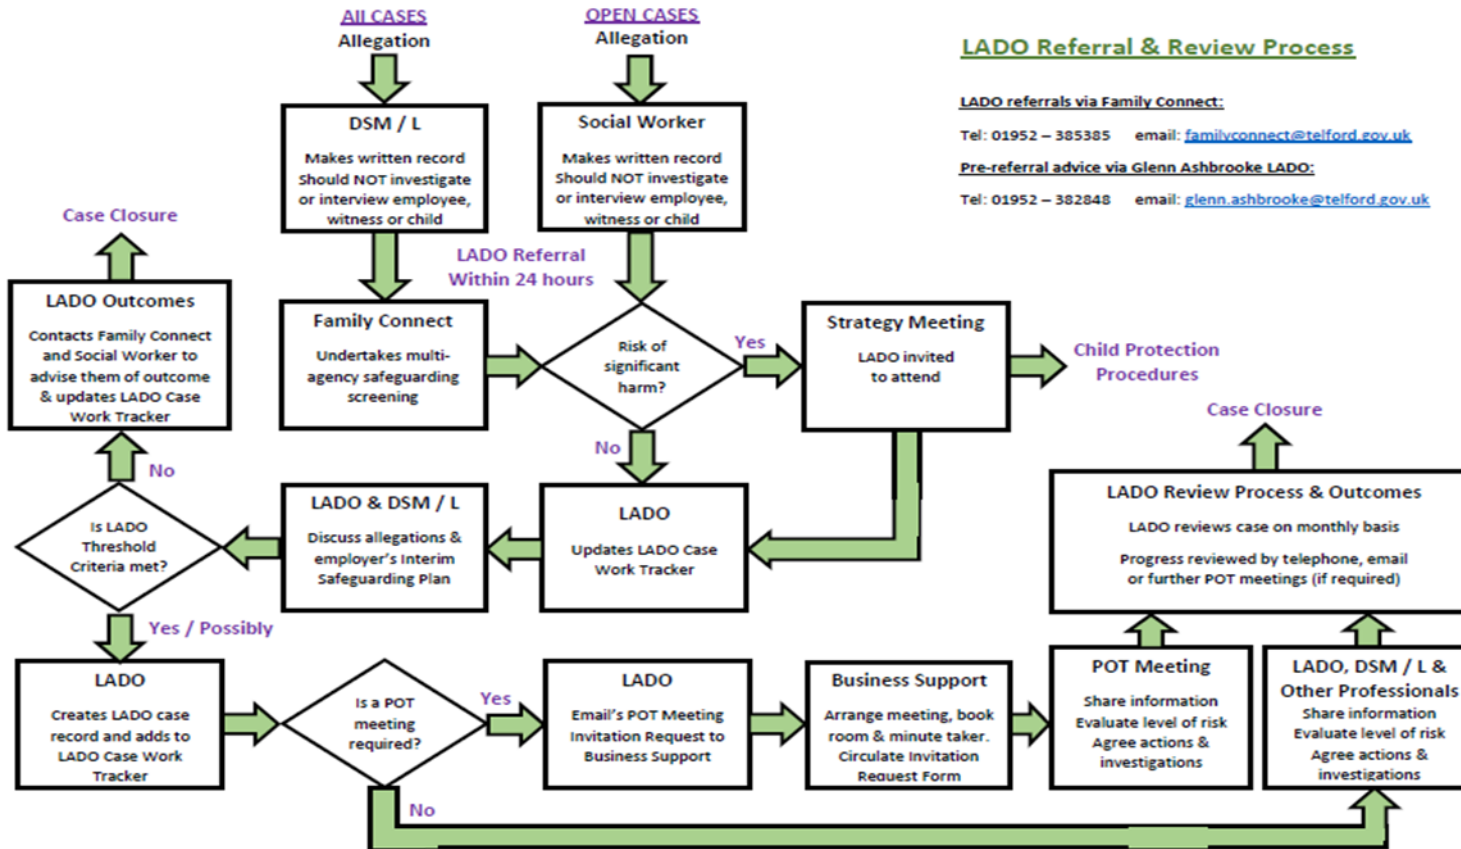 All CASES
Allegation
OPEN CASES
Allegation
LADO Referral & Review Process
LADO referrals via Family Connect:
Tel: 01952 – 385385 email: familyconnect@telford.gov.uk
Pre-referral advice via Glenn Ashbrooke LADO:
Tel: 01952 – 382848 email: glenn.ashbrooke@telford.gov.uk
DSM / L
Makes written record
Should NOT investigate
or interview employee,
witness or child
Social Worker
Makes written record
Should NOT investigate
or interview employee,
witness or child
LADO Referral
Within 24 hours
Case Closure
LADO Outcomes
Contacts Family Connect
and Social Worker to
advise them of outcome
& updates LADO Case
Work Tracker
Family Connect
Undertakes multi-
agency safeguarding
screening
Risk of
significant
harm?
Yes
Strategy Meeting
LADO invited
to attend
Child Protection
Procedures
No
No
Is LADO
Threshold
Criteria met?
LADO & DSM / L
Discuss allegations &
employer's Interim
Safeguarding Plan
LADO
Updates LADO Case
Work Tracker
Case Closure
LADO Review Process & Outcomes
LADO reviews case on monthly basis
Progress reviewed by telephone, email
or further POT meetings (if required)
Yes / Possibly
LADO
Creates LADO case
record and adds to
LADO Case Work
Tracker
Is a POT
meeting
required?
Yes
LADO
Email's POT Meeting
Invitation Request to
Business Support
Business Support
Arrange meeting, book
room & minute taker.
Circulate Invitation
Request Form
POT Meeting
Share information
Evaluate level of risk
Agree actions &
investigations
LADO, DSM / L &
Other Professionals
Share information
Evaluate level of risk
Agree actions &
investigations
No